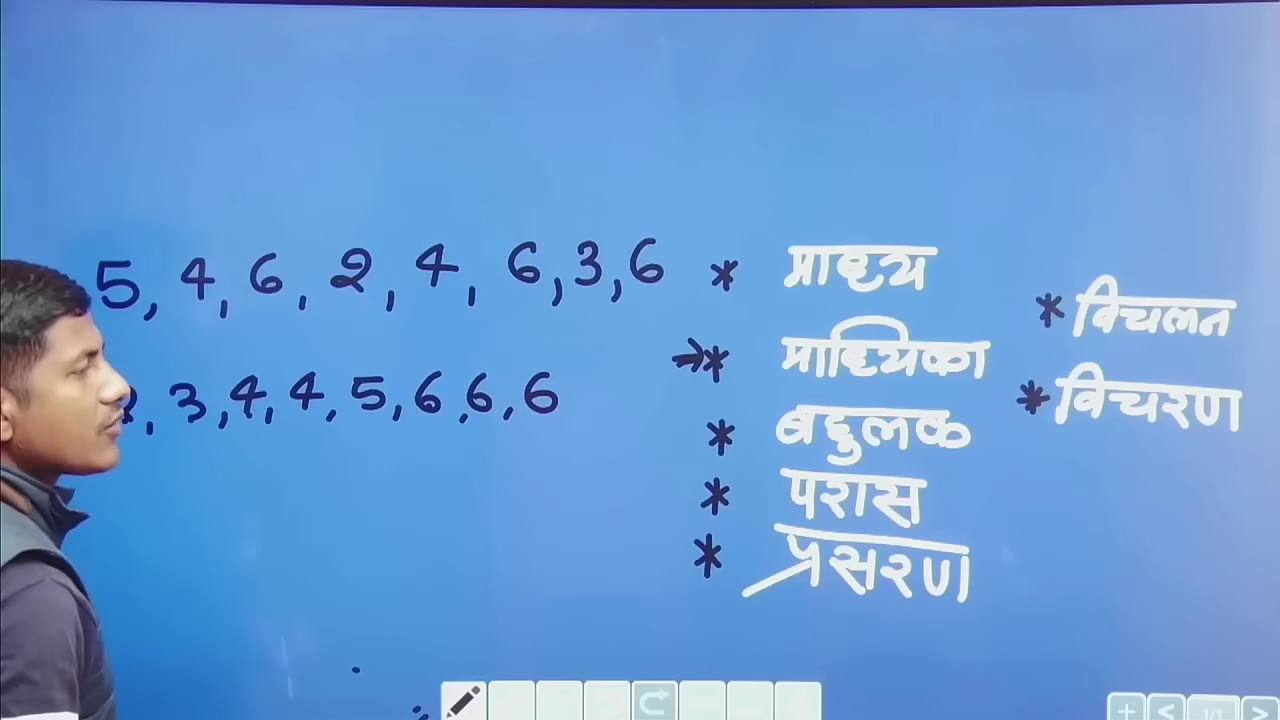 5, 4, 6, 2, 4, 6, 3, 6
, 3, 4, 4, 5, 6, 6, 6
* माध्य
→* माध्यिका
* बहुलक
* परास
* प्रसरण
* विचलन
* विचरण